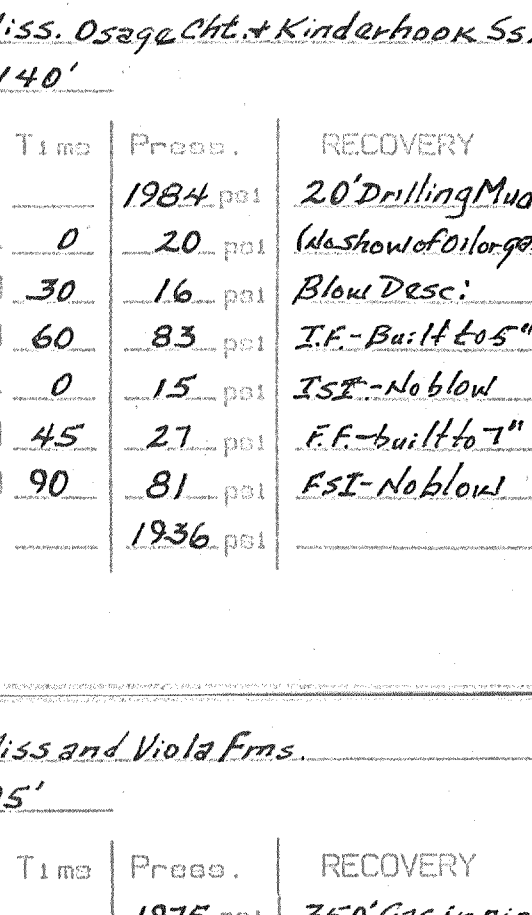 iss. Osage Cht. & Kinderhook Ss.
140'
Time Press. RECOVERY
1984 psi 20' Drilling Mud
0 20 psi (No show of Oil or gas
30 16 psi Blow Desc:
60 83 psi I.F.-Built to 5"
0 15 psi ISI-No blow
45 27 psi F.F.-built to 7"
90 81 psi FSI-No blow
1936 psi
iss and Viola Fms.
5'
Time Press. RECOVERY
1975 psi 350' Gas in